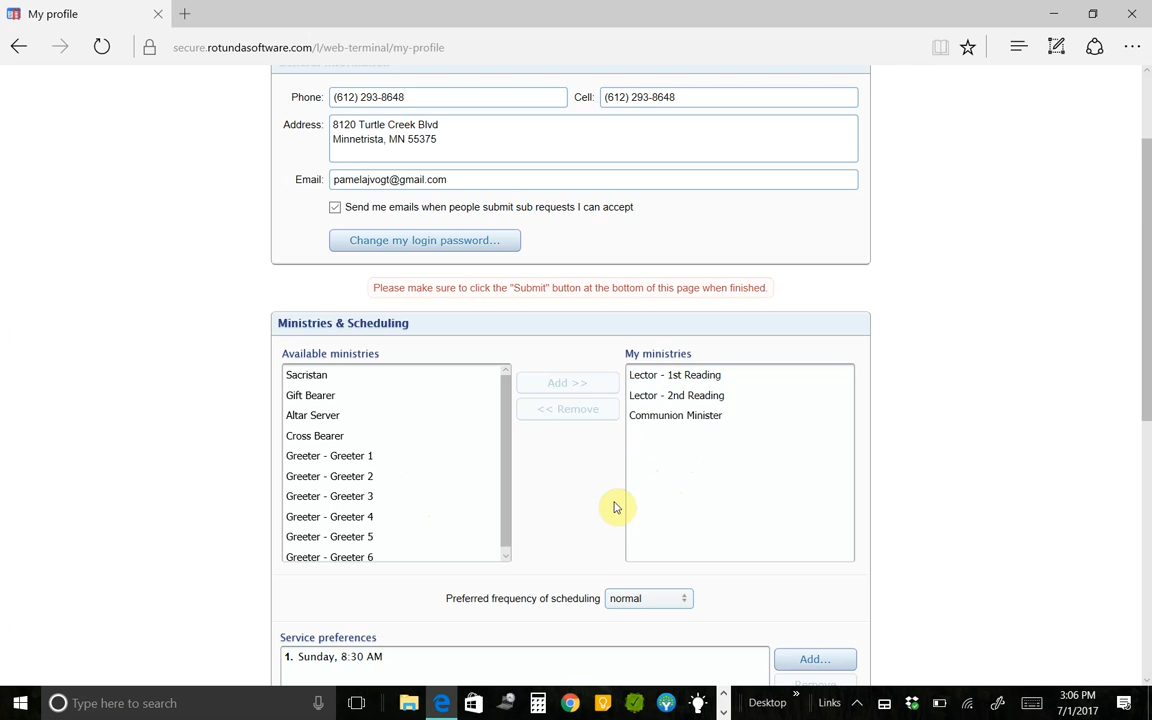 My profile
secure.rotundasoftware.com/l/web-terminal/my-profile
Phone: (612) 293-8648 Cell: (612) 293-8648
Address: 8120 Turtle Creek Blvd
Minnetrista, MN 55375
Email: pamelajvogt@gmail.com
Send me emails when people submit sub requests I can accept
Change my login password...
Please make sure to click the "Submit" button at the bottom of this page when finished.
Ministries & Scheduling
Available ministries My ministries
Sacristan Lector - 1st Reading
Add >>
Gift Bearer Lector - 2nd Reading
<< Remove
Altar Server Communion Minister
Cross Bearer
Greeter - Greeter 1
Greeter - Greeter 2
Greeter - Greeter 3
Greeter - Greeter 4
Greeter - Greeter 5
Greeter - Greeter 6
Preferred frequency of scheduling normal
Service preferences
1. Sunday, 8:30 AM Add...
Remove
Type here to search Desktop Links 3:06 PM
7/1/2017